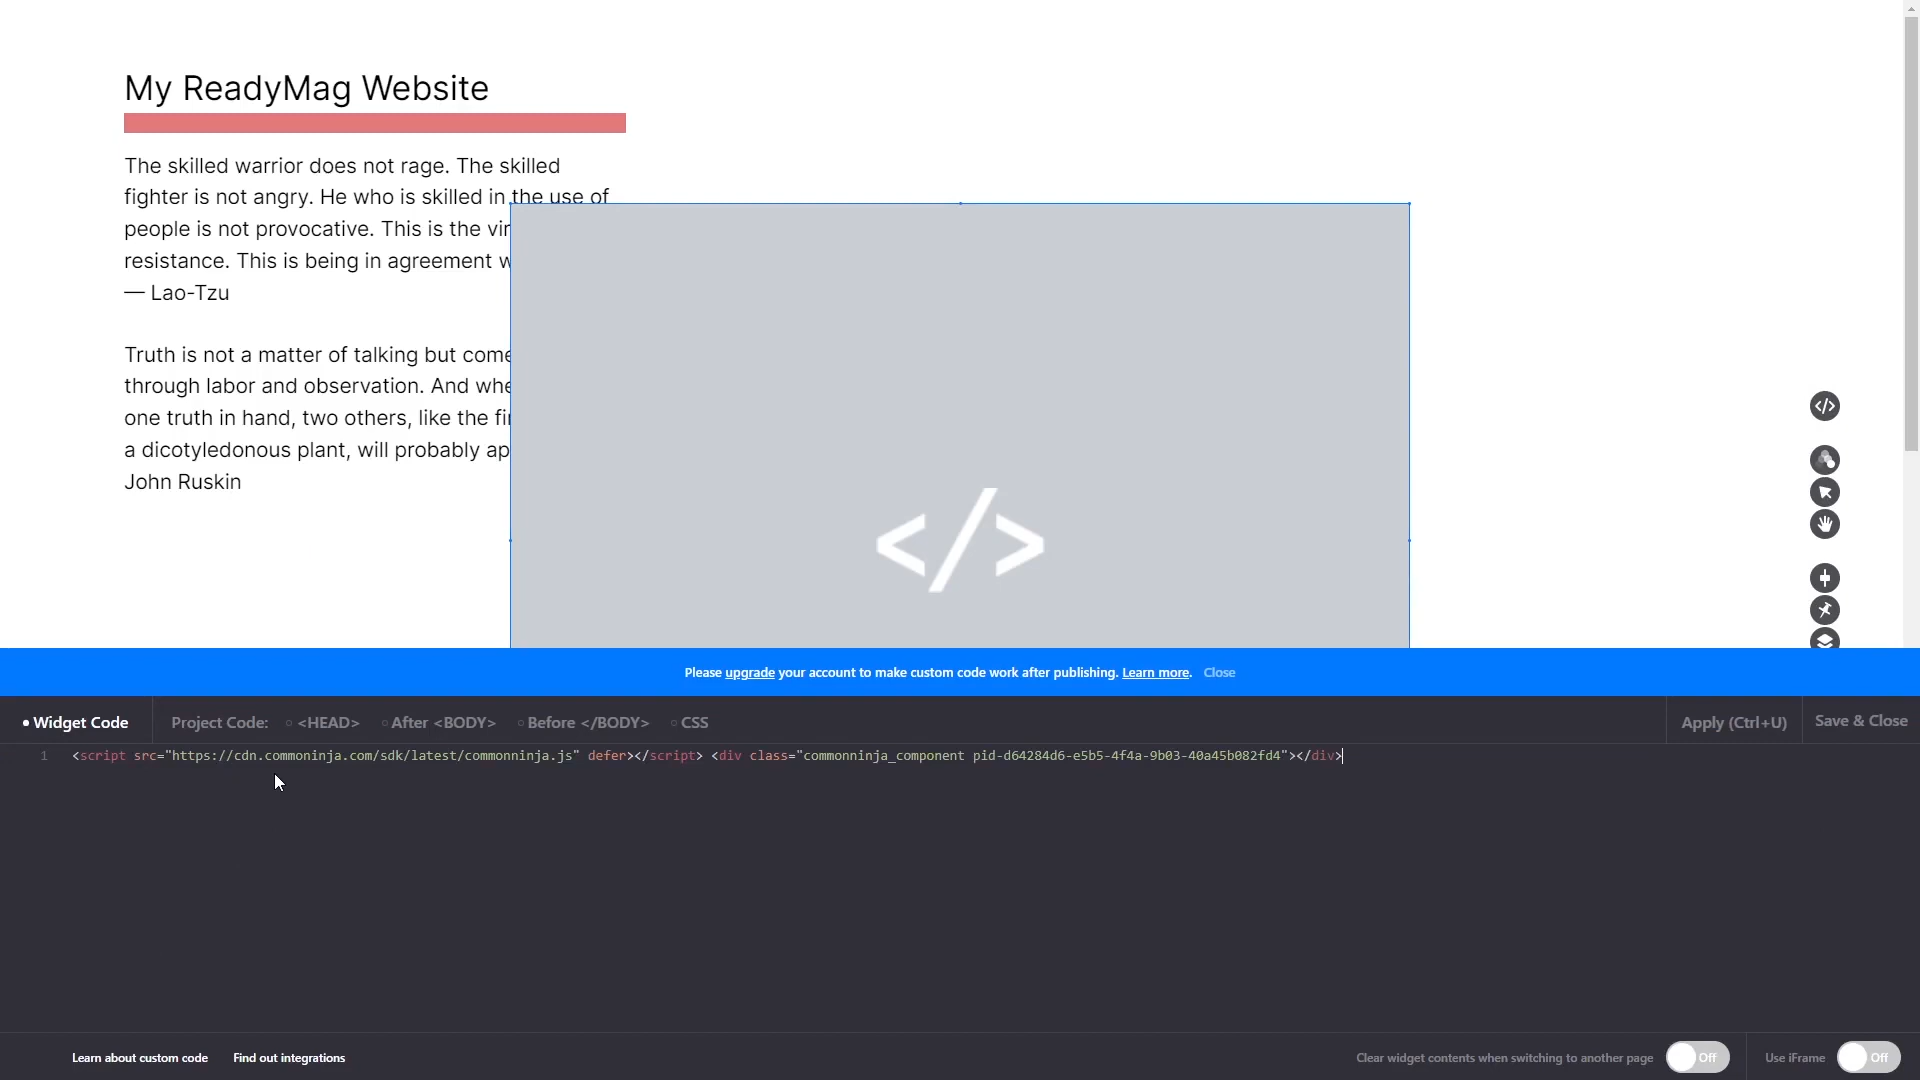 My ReadyMag Website
The skilled warrior does not rage. The skilled
fighter is not angry. He who is skilled in the use of
people is not provocative. This is the vir
resistance. This is being in agreement w
— Lao-Tzu
Truth is not a matter of talking but come
through labor and observation. And whe
one truth in hand, two others, like the fir
a dicotyledonous plant, will probably ap
John Ruskin
</>
</>
Please upgrade your account to make custom code work after publishing. Learn more. Close
Widget Code Project Code: <HEAD> After <BODY> Before </BODY> CSS Apply (Ctrl+U) Save & Close
1 <script src="https://cdn.commoninja.com/sdk/latest/commonninja.js" defer></script> <div class="commonninja_component pid-d64284d6-e5b5-4f4a-9b03-40a45b082fd4"></div>
Learn about custom code Find out integrations Clear widget contents when switching to another page Off Use iFrame Off